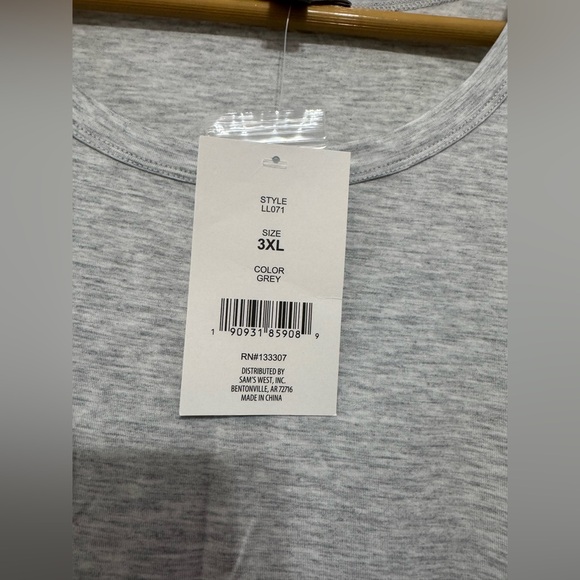 STYLE
LL071
SIZE
3XL
COLOR
GREY
1 90931 85908 9
RN#133307
DISTRIBUTED BY
SAM'S WEST, INC.
BENTONVILLE, AR 72716
MADE IN CHINA